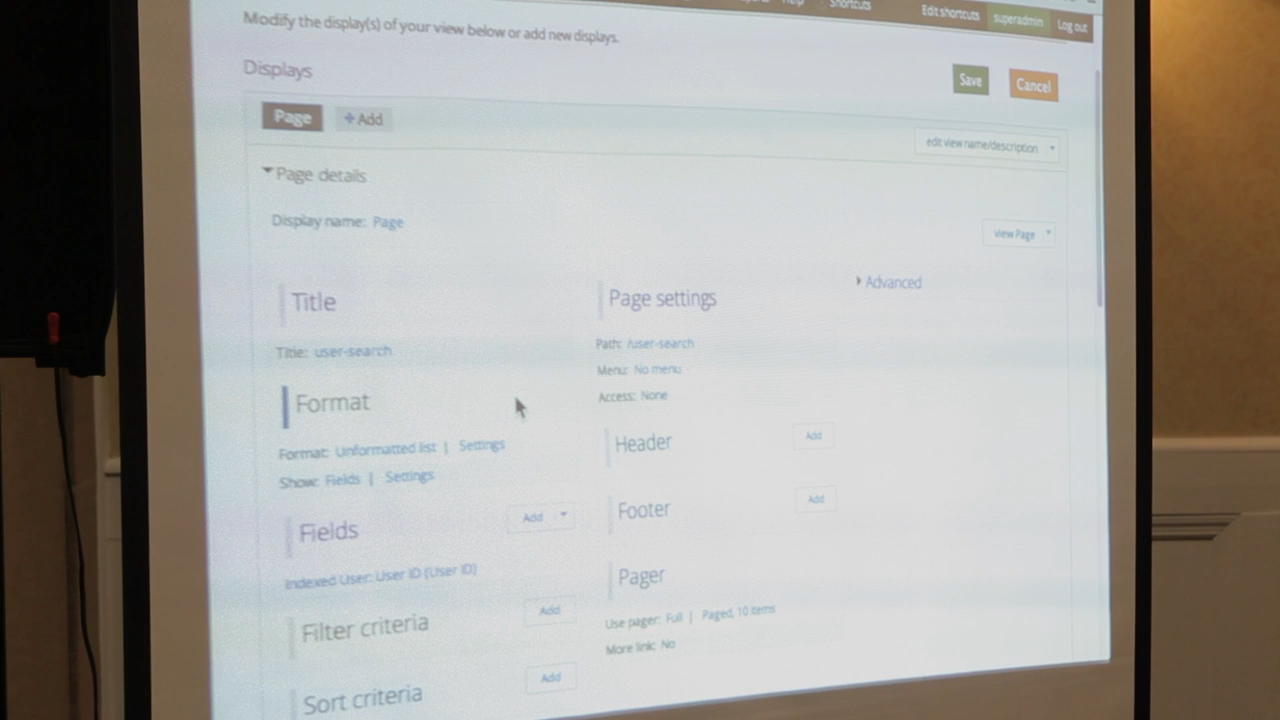 Help Shortcuts Edit shortcuts superadmin Log out
Modify the display(s) of your view below or add new displays.
Displays
Save Cancel
Page + Add
edit view name/description
Page details
Display name: Page
view Page
Title
Title: user-search
Format
Format: Unformatted list | Settings
Show: Fields | Settings
Fields Add
Indexed User: User ID (User ID)
Filter criteria Add
Sort criteria Add
Page settings
Path: /user-search
Menu: No menu
Access: None
Header Add
Footer Add
Pager
Use pager: Full | Paged, 10 items
More link: No
Advanced